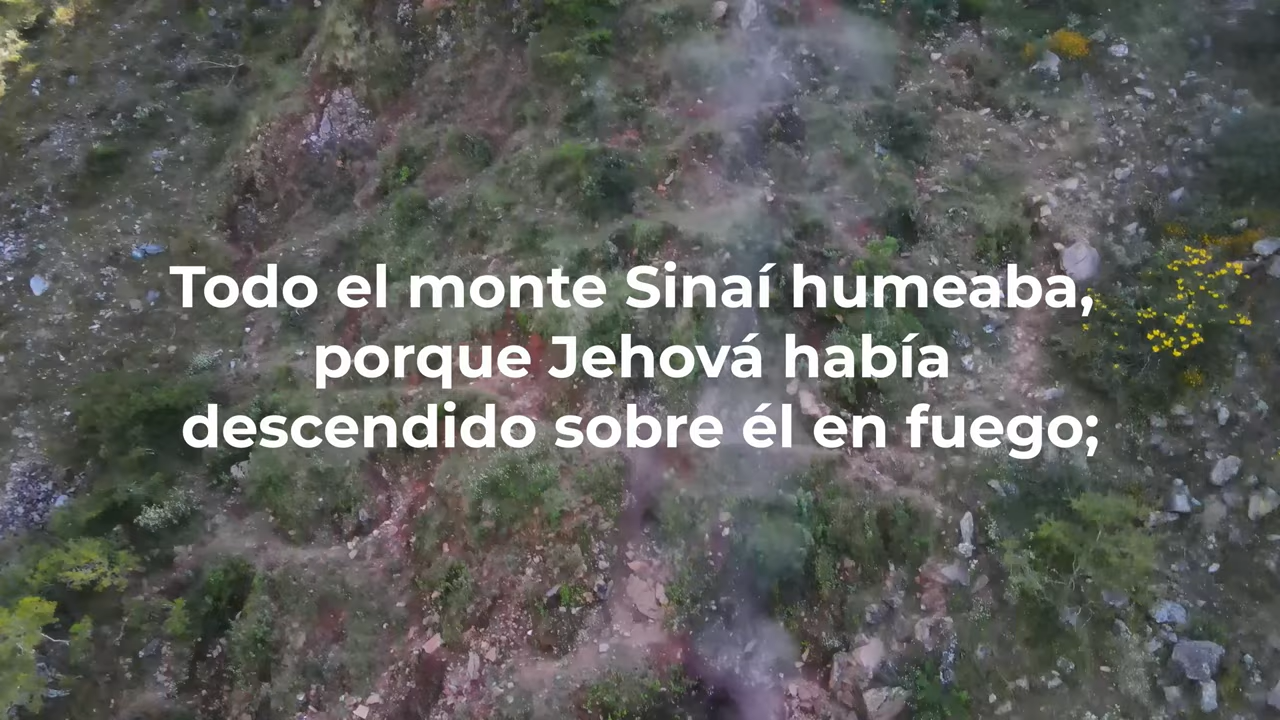 Todo el monte Sinaí humeaba,
porque Jehová había
descendido sobre él en fuego;